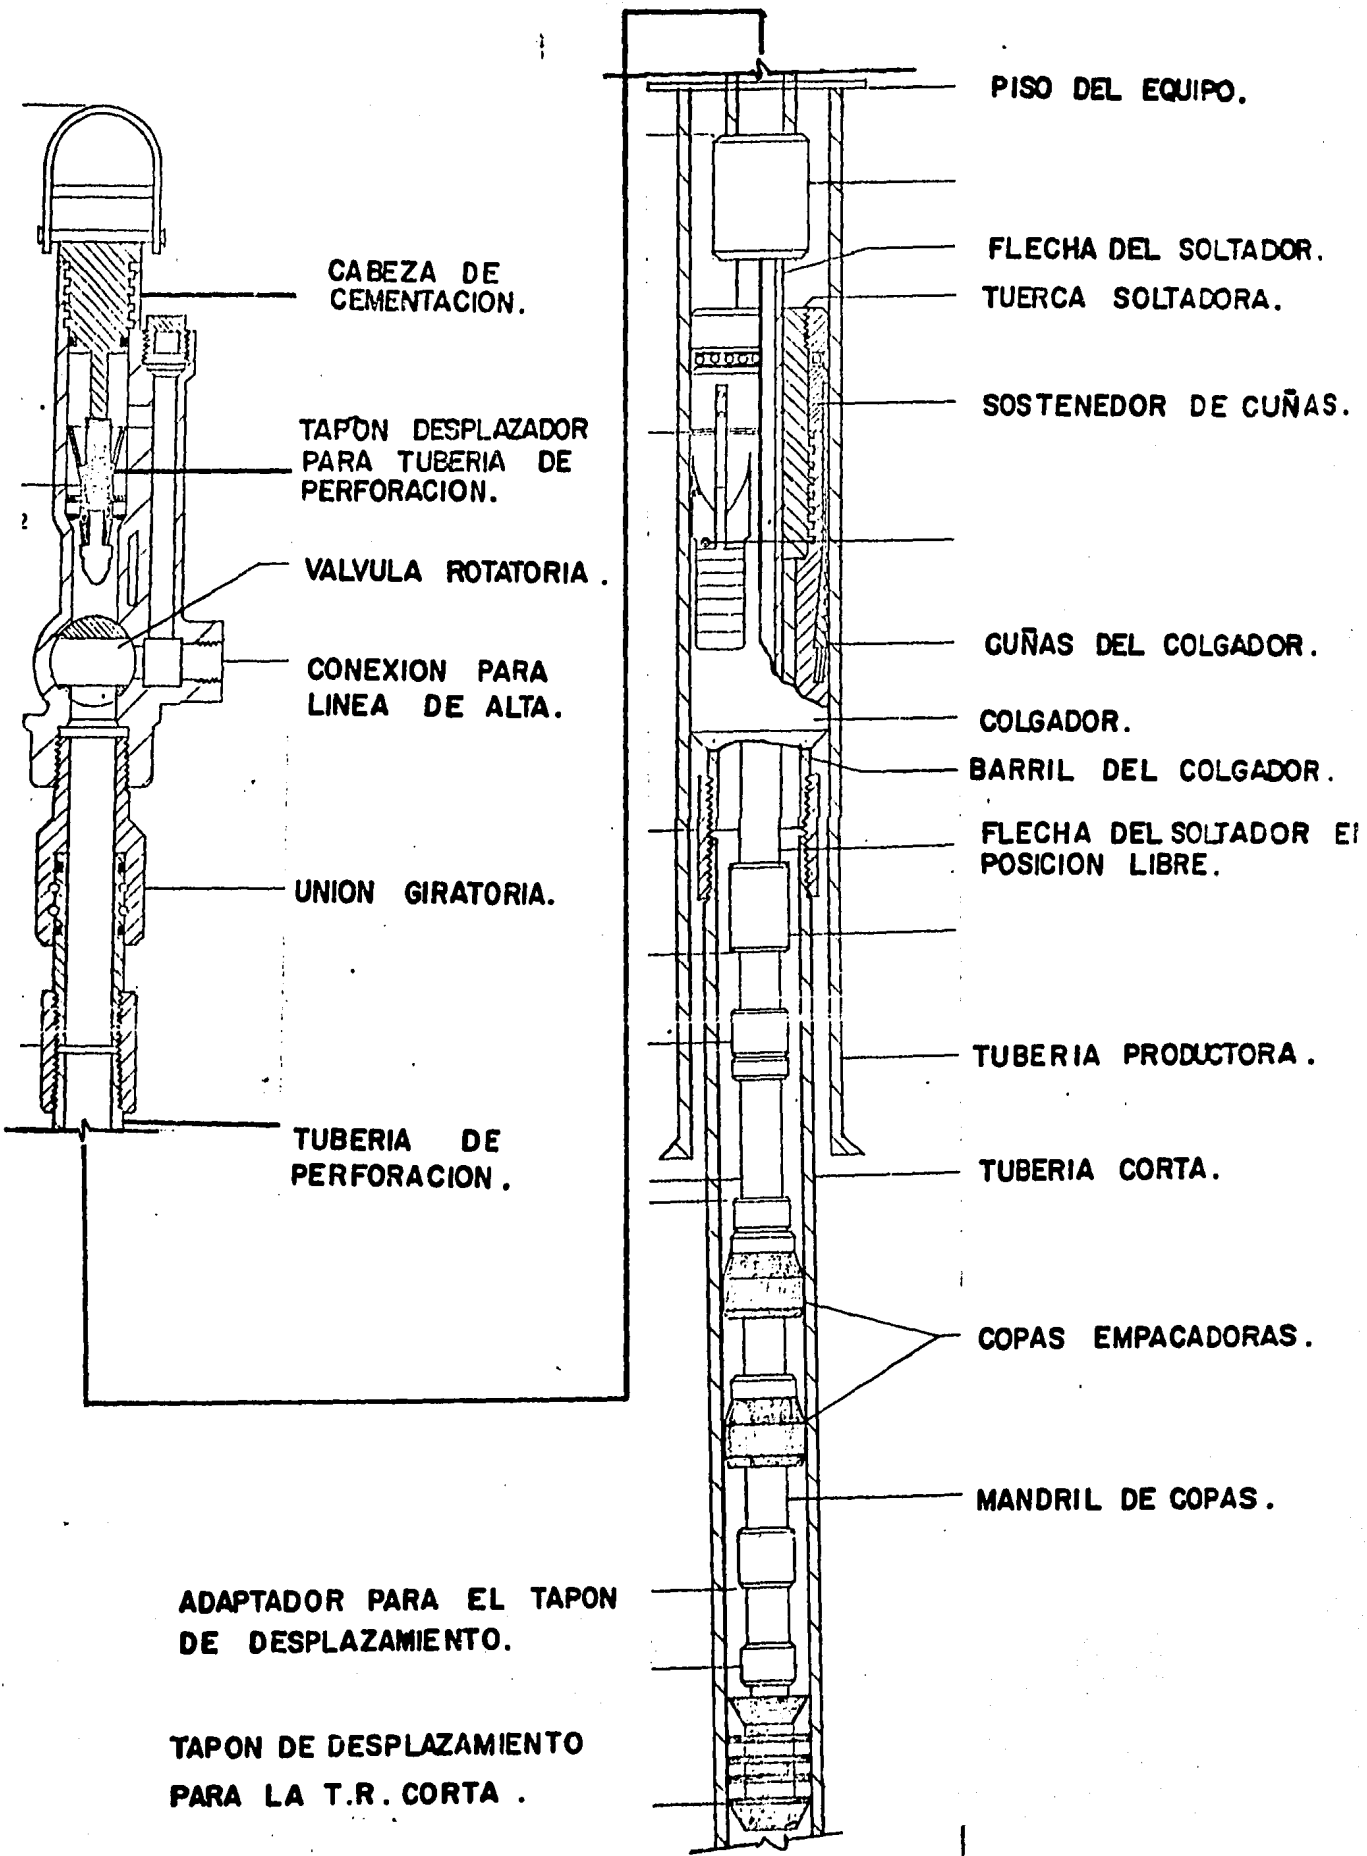 CABEZA DE
CEMENTACION.
TAPON DESPLAZADOR
PARA TUBERIA DE
PERFORACION.
2
VALVULA ROTATORIA.
CONEXION PARA
LINEA DE ALTA.
UNION GIRATORIA.
TUBERIA DE
PERFORACION.
ADAPTADOR PARA EL TAPON
DE DESPLAZAMIENTO.
TAPON DE DESPLAZAMIENTO
PARA LA T.R. CORTA.
PISO DEL EQUIPO.
FLECHA DEL SOLTADOR.
TUERCA SOLTADORA.
SOSTENEDOR DE CUÑAS.
CUÑAS DEL COLGADOR.
COLGADOR.
BARRIL DEL COLGADOR.
FLECHA DEL SOLTADOR
POSICION LIBRE.
TUBERIA PRODUCTORA.
TUBERIA CORTA.
COPAS EMPACADORAS.
MANDRIL DE COPAS.